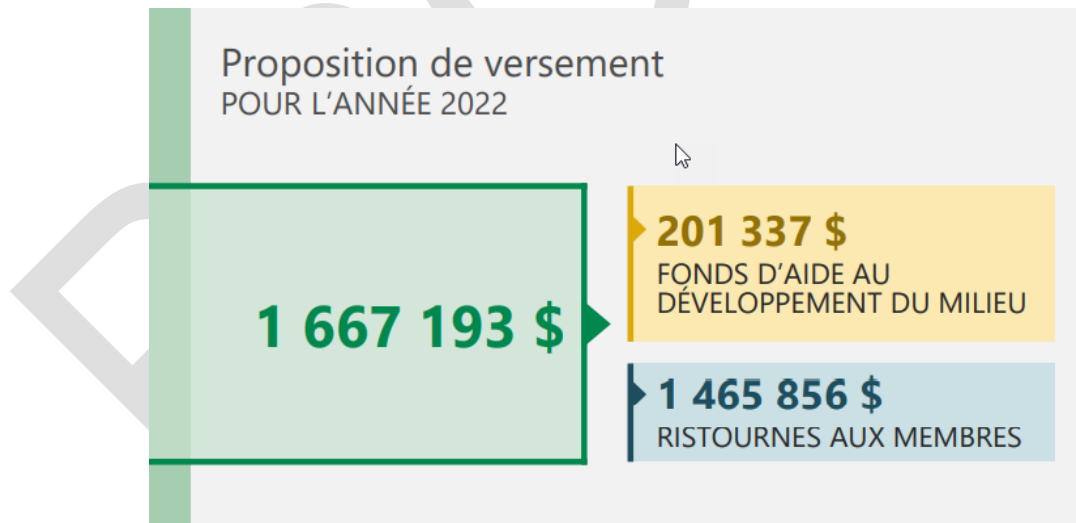 Proposition de versement
POUR L'ANNÉE 2022
1 667 193 $
201 337 $
FONDS D'AIDE AU
DÉVELOPPEMENT DU MILIEU
1 465 856 $
RISTOURNES AUX MEMBRES